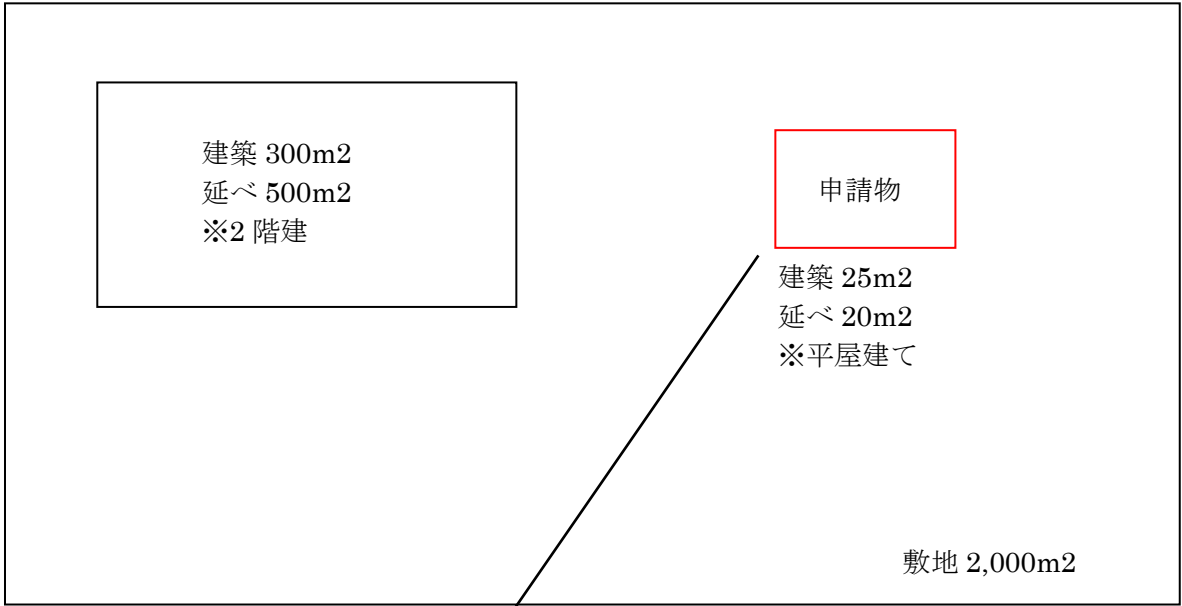 建築 300m2
延べ 500m2
※2 階建
申請物
建築 25m2
延べ 20m2
※平屋建て
敷地 2,000m2